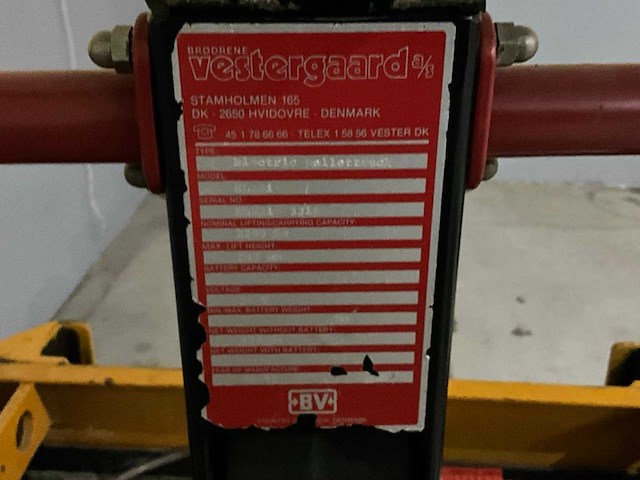 BRØDRENE
vestergaard a/s
STAMHOLMEN 165
DK - 2650 HVIDOVRE - DENMARK
☎ 45 1 78 66 66 - TELEX 1 58 56 VESTER DK
TYPE
Electric pallettruck
MODEL
SERIAL NO
NOMINAL LIFTING/CARRYING CAPACITY:
MAX. LIFT HEIGHT
BATTERY CAPACITY:
VOLTAGE:
MIN./MAX. BATTERY WEIGHT:
NET WEIGHT WITHOUT BATTERY:
NET WEIGHT WITH BATTERY:
YEAR OF MANUFACTURE:
BV
DENMARK